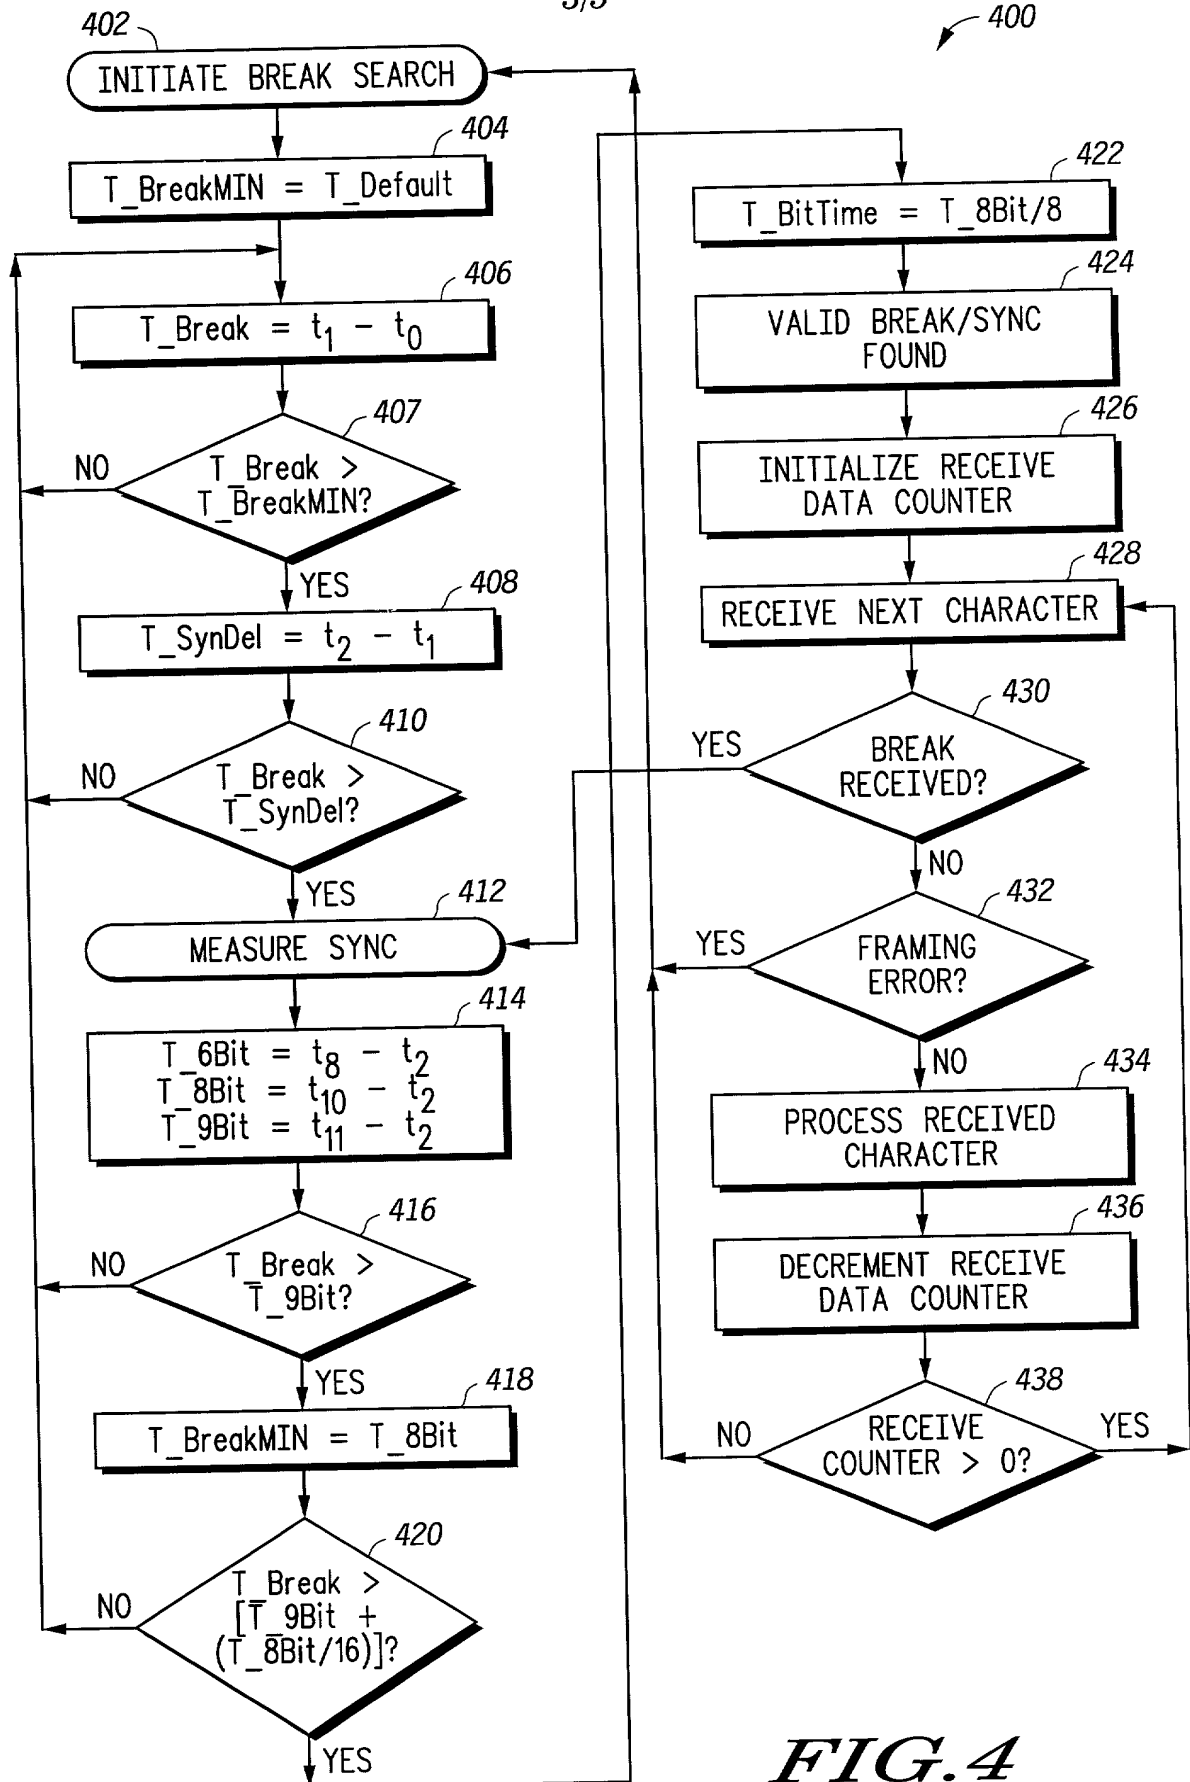 3/5
400
402
INITIATE BREAK SEARCH
404
T_BreakMIN = T_Default
406
T_Break = t1 - t0
407
T_Break >
T_BreakMIN?
NO
YES
408
T_SynDel = t2 - t1
410
T_Break >
T_SynDel?
NO
YES
412
MEASURE SYNC
414
T_6Bit = t8 - t2
T_8Bit = t10 - t2
T_9Bit = t11 - t2
416
T_Break >
T_9Bit?
NO
YES
418
T_BreakMIN = T_8Bit
420
T_Break >
[T_9Bit +
(T_8Bit/16)]?
NO
YES
422
T_BitTime = T_8Bit/8
424
VALID BREAK/SYNC
FOUND
426
INITIALIZE RECEIVE
DATA COUNTER
428
RECEIVE NEXT CHARACTER
430
BREAK
RECEIVED?
YES
NO
432
FRAMING
ERROR?
YES
NO
434
PROCESS RECEIVED
CHARACTER
436
DECREMENT RECEIVE
DATA COUNTER
438
RECEIVE
COUNTER > 0?
NO
YES
FIG.4